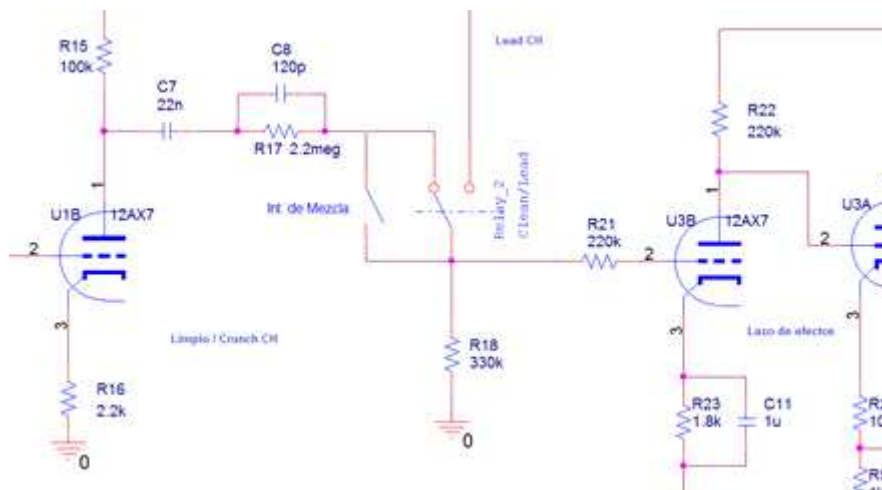 R15
100k
C7
22n
C8
120p
R17 2.2meg
Lead CH
Int. de Mezcla
Relay_2
Clean/Lead
R22
220k
1
U1B
12AX7
2
3
R21
220k
2
U3B
1
12AX7
3
2
U3A
3
Limpio / Crunch CH
Lazo de efectos
R18
330k
0
R16
2.2k
0
R23
1.8k
C11
1u